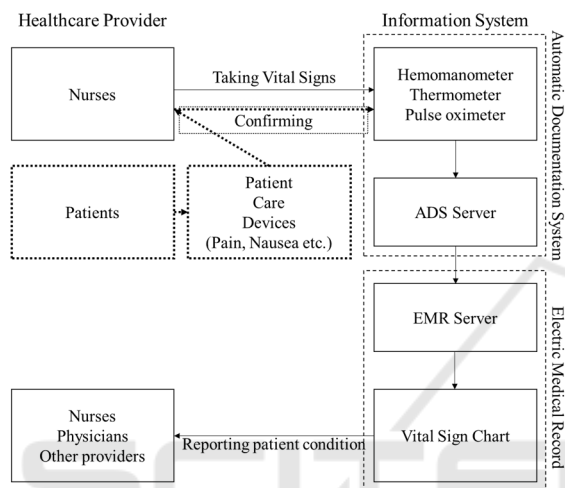 Healthcare Provider
Information System
Nurses
Taking Vital Signs
Confirming
Hemomanometer
Thermometer
Pulse oximeter
Automatic Documentation System
Patients
Patient
Care
Devices
(Pain, Nausea etc.)
ADS Server
EMR Server
Electric Medical Record
Nurses
Physicians
Other providers
Reporting patient condition
Vital Sign Chart